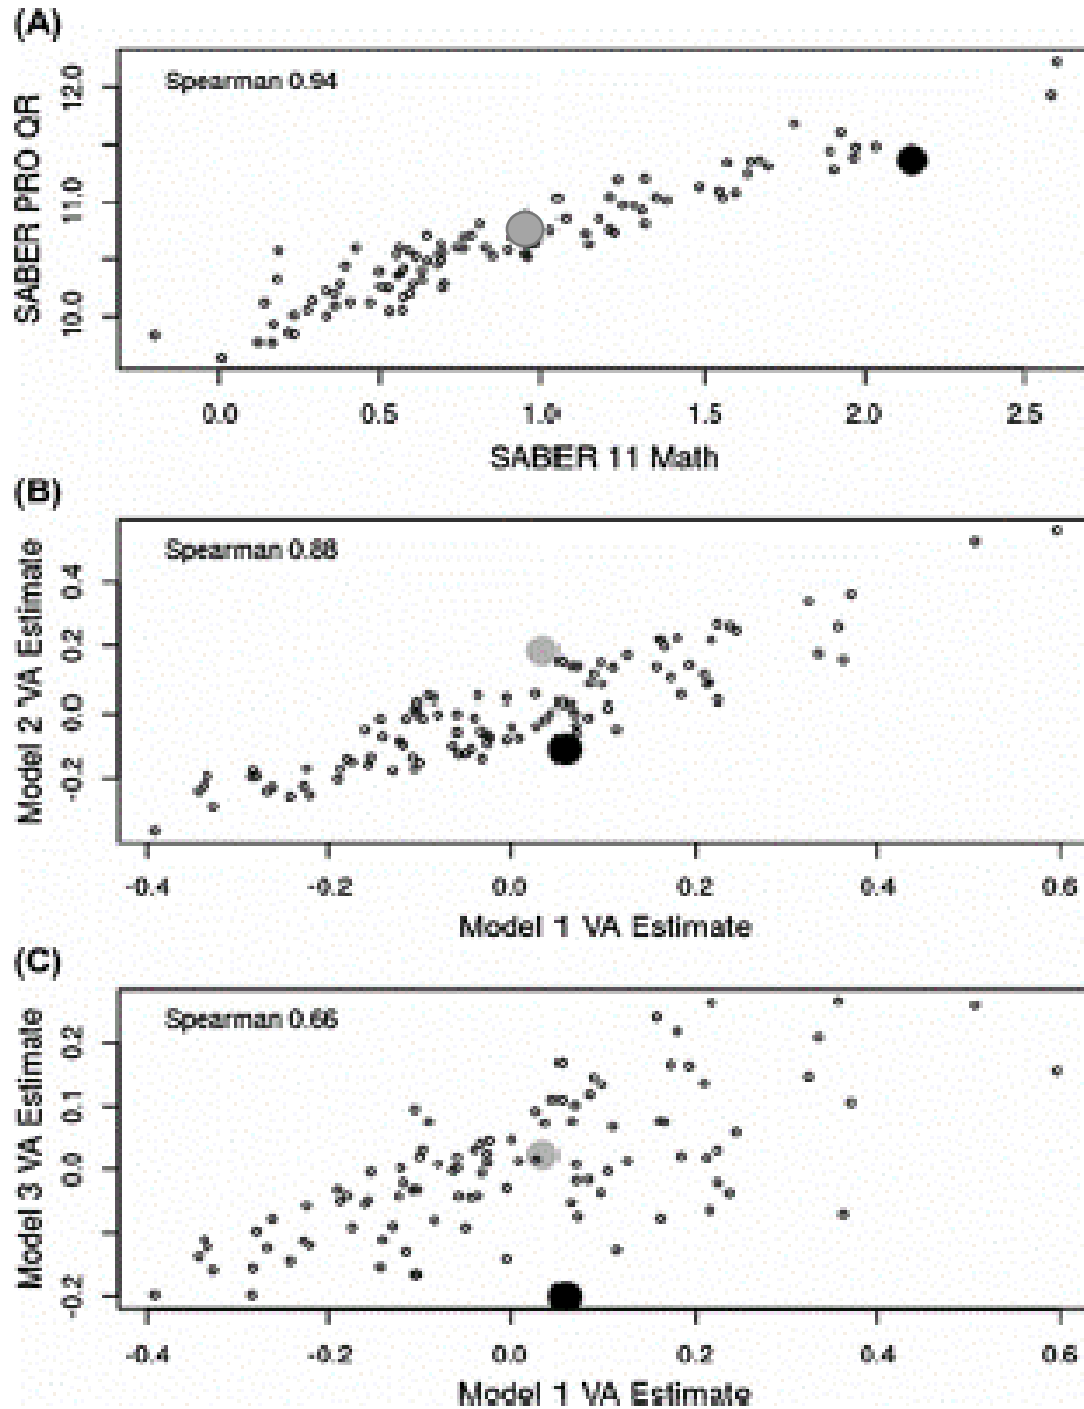 (A)
Spearman 0.94
SABER PRO QR
12.0
11.0
10.0
0.0 0.5 1.0 1.5 2.0 2.5
SABER 11 Math
(B)
Spearman 0.88
Model 2 VA Estimate
0.4
0.2
0.0
-0.2
-0.4 -0.2 0.0 0.2 0.4 0.6
Model 1 VA Estimate
(C)
Spearman 0.66
Model 3 VA Estimate
0.2
0.1
0.0
-0.2
-0.4 -0.2 0.0 0.2 0.4 0.6
Model 1 VA Estimate